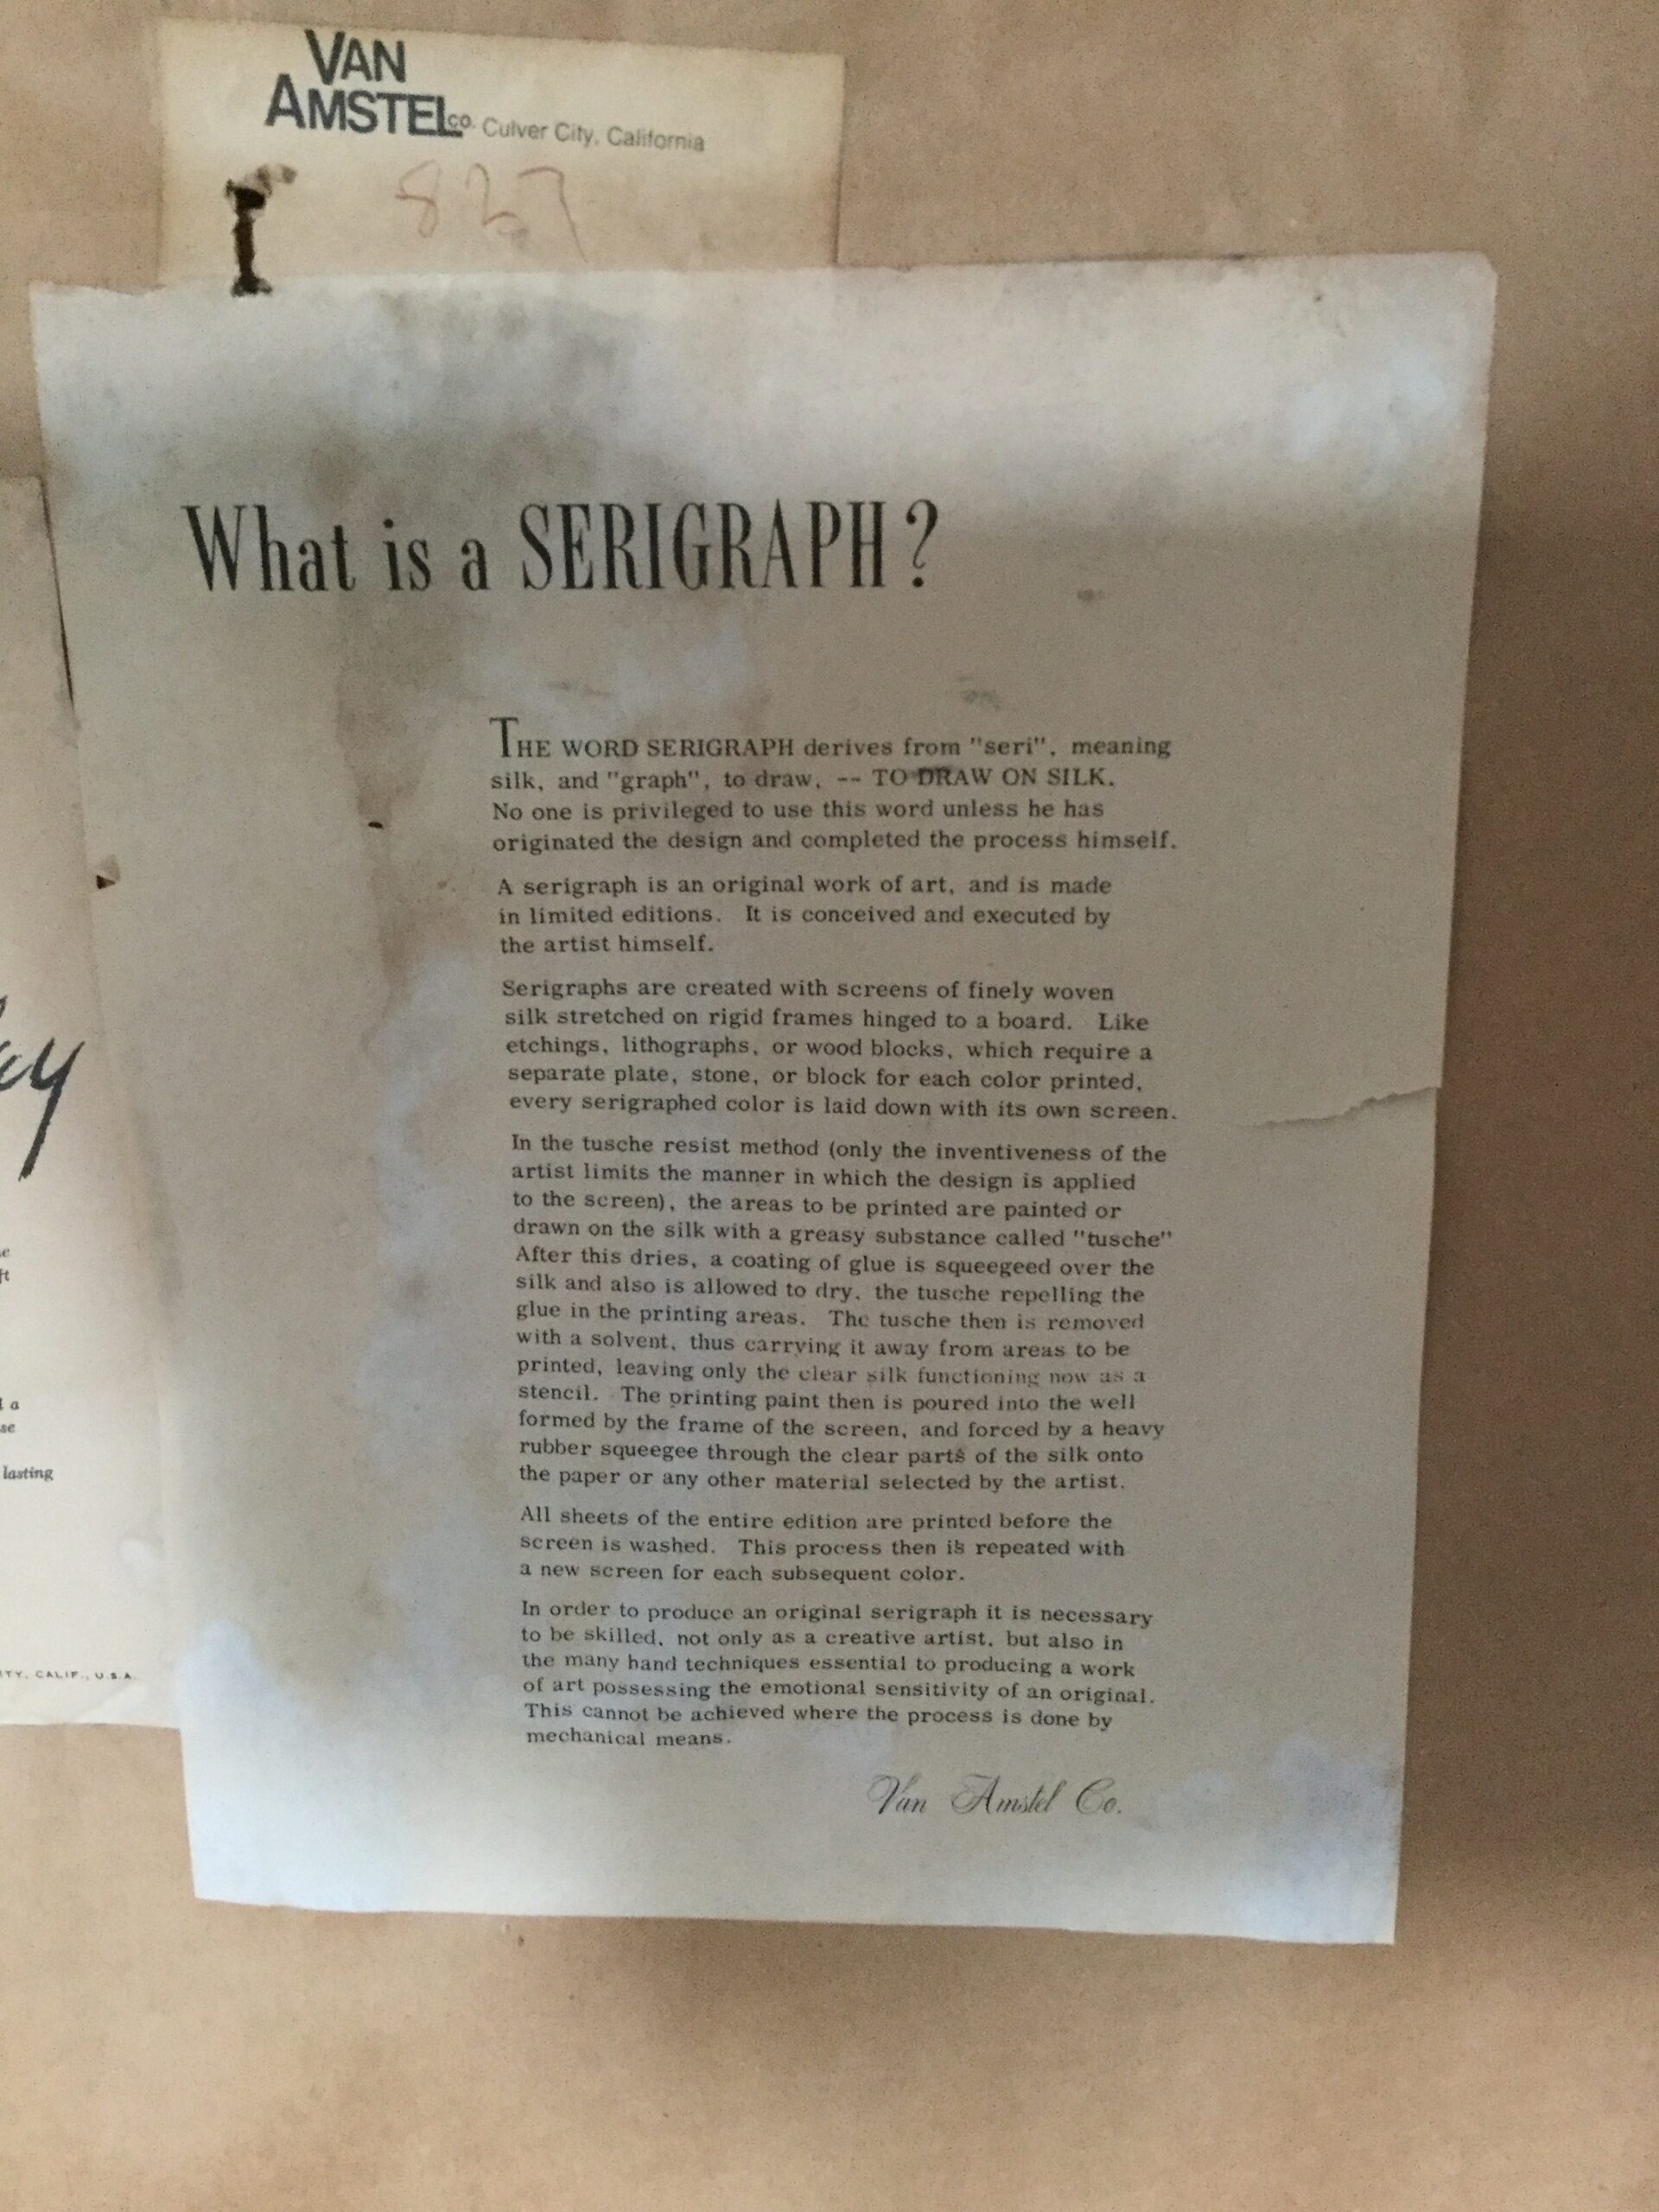 VAN
AMSTEL CO. Culver City, California
827
What is a SERIGRAPH?
THE WORD SERIGRAPH derives from "seri", meaning
silk, and "graph", to draw, -- TO DRAW ON SILK.
No one is privileged to use this word unless he has
originated the design and completed the process himself.
A serigraph is an original work of art, and is made
in limited editions. It is conceived and executed by
the artist himself.
Serigraphs are created with screens of finely woven
silk stretched on rigid frames hinged to a board. Like
etchings, lithographs, or wood blocks, which require a
separate plate, stone, or block for each color printed,
every serigraphed color is laid down with its own screen.
In the tusche resist method (only the inventiveness of the
artist limits the manner in which the design is applied
to the screen), the areas to be printed are painted or
drawn on the silk with a greasy substance called "tusche"
After this dries, a coating of glue is squeegeed over the
silk and also is allowed to dry, the tusche repelling the
glue in the printing areas. The tusche then is removed
with a solvent, thus carrying it away from areas to be
printed, leaving only the clear silk functioning now as a
stencil. The printing paint then is poured into the well
formed by the frame of the screen, and forced by a heavy
rubber squeegee through the clear parts of the silk onto
the paper or any other material selected by the artist.
All sheets of the entire edition are printed before the
screen is washed. This process then is repeated with
a new screen for each subsequent color.
In order to produce an original serigraph it is necessary
to be skilled, not only as a creative artist, but also in
the many hand techniques essential to producing a work
of art possessing the emotional sensitivity of an original.
This cannot be achieved where the process is done by
mechanical means.
Van Amstel Co.
a
lasting
CALIF., U.S.A.